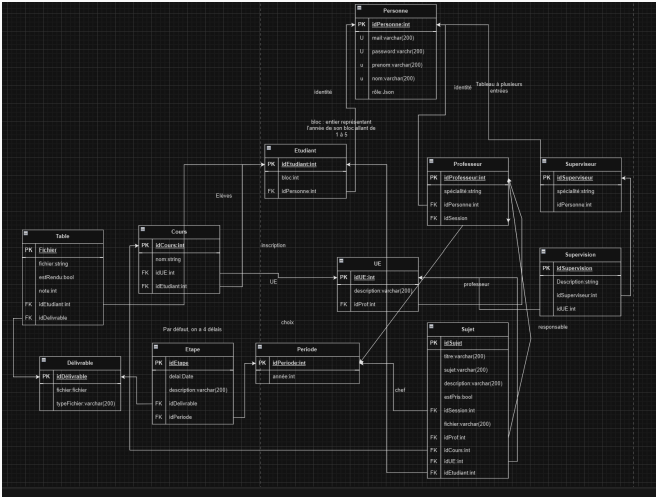 Personne
PK idPersonne:int
U mail:varchar(200)
U password:varchr(200)
u prenom:varchar(200)
u nom:varchar(200)
rôle:Json
identité
identité
Tableau à plusieurs
entrées
bloc : entier représentant
l'année de son bloc allant de
1 à 5
Etudiant
PK idEtudiant:int
bloc:int
FK idPersonne:int
Professeur
PK idProfesseur:int
spécialité:string
FK idPersonne:int
FK idSession
Superviseur
PK idSuperviseur
spécialité:string
FK idPersonne:int
Elèves
Table
PK Fichier
fichier:string
estRendu:bool
note:int
FK idEtudiant:int
FK idDelivrable
Cours
PK idCours:int
nom:string
FK idUE:int
FK idEtudiant:int
inscription
UE
UE
PK idUE:int
description:varchar(200)
FK idProf:int
professeur
Supervision
PK idSupervision
Description:string
FK idSuperviseur:int
FK idUE:int
Par défaut, on a 4 délais
choix
responsable
Délivrable
PK idDélivrable
fichier:fichier
typeFichier:varchar(200)
Etape
PK idEtape
delai:Date
description:varchar(200)
FK idDelivrable
FK idPeriode
Periode
PK idPeriode:int
année:int
chef
Sujet
PK idSujet
titre:varchar(200)
sujet:varchar(200)
description:varchar(200)
estPris:bool
FK idSession:int
fichier:varchar(200)
FK idProf:int
FK idCours:int
FK idUE:int
FK idEtudiant:int